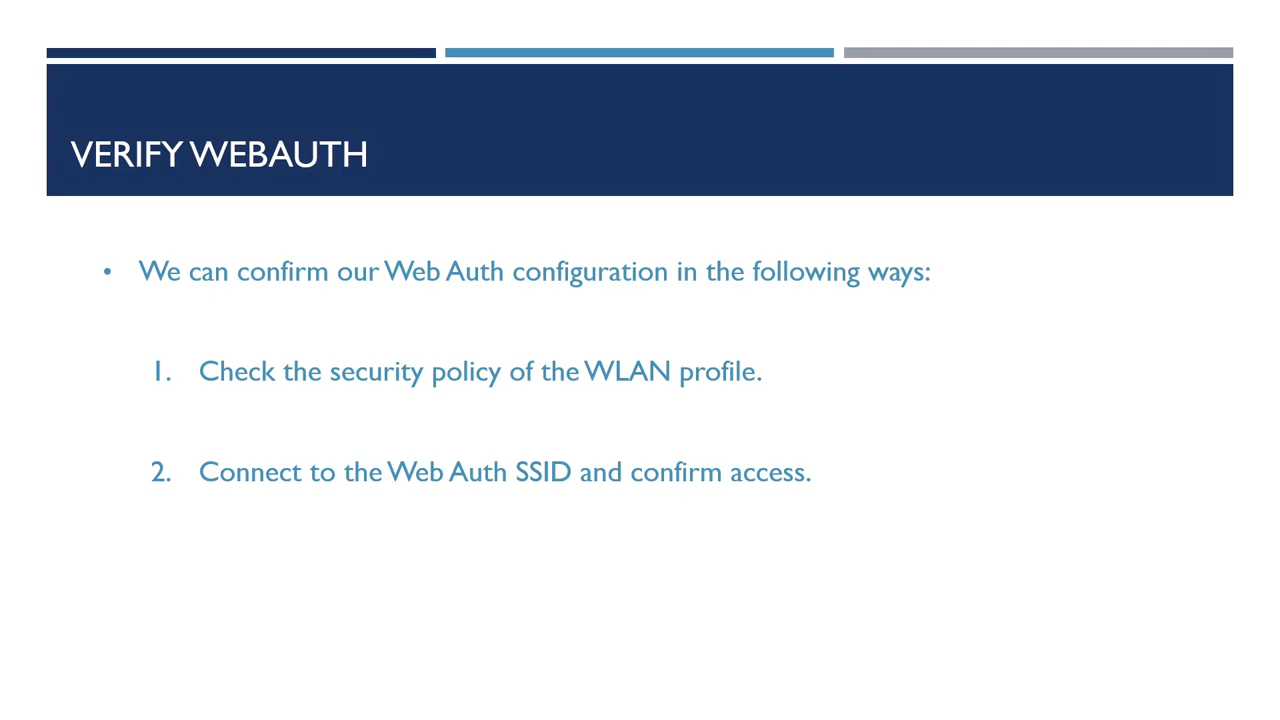 VERIFY WEBAUTH
• We can confirm our Web Auth configuration in the following ways:
1. Check the security policy of the WLAN profile.
2. Connect to the Web Auth SSID and confirm access.